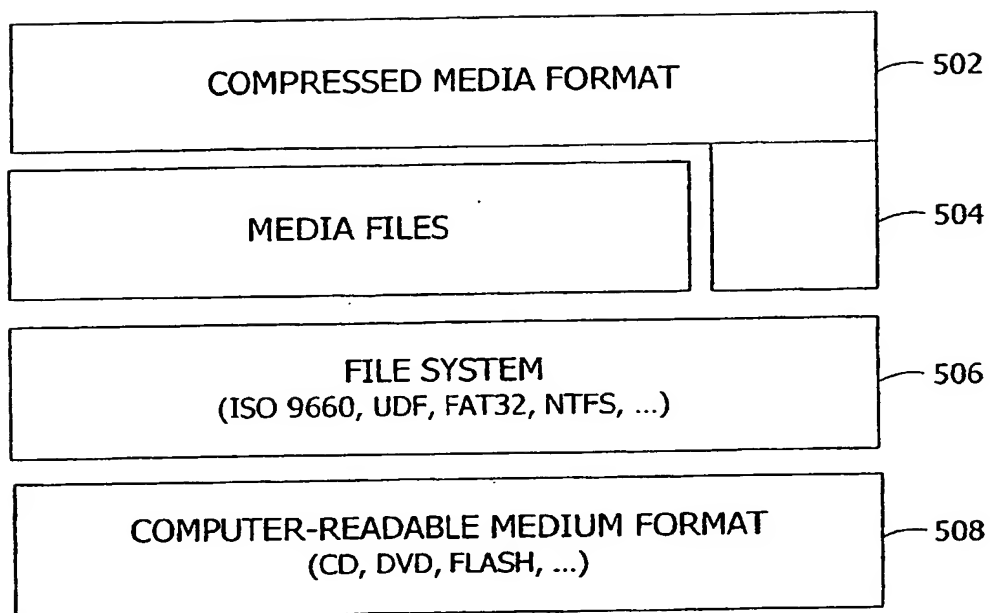 COMPRESSED MEDIA FORMAT
502
MEDIA FILES
504
FILE SYSTEM
(ISO 9660, UDF, FAT32, NTFS, ...)
506
COMPUTER-READABLE MEDIUM FORMAT
(CD, DVD, FLASH, ...)
508